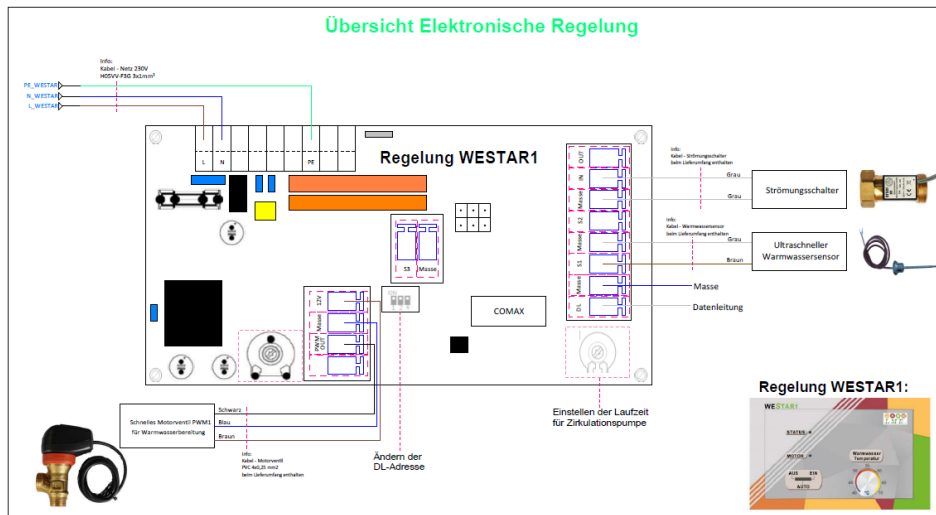 Übersicht Elektronische Regelung
Info:
Kabel - Netz 230V
H05VV-F3G 3x1mm²
PE_WESTAR
N_WESTAR
L_WESTAR
L
N
PE
Regelung WESTAR1
OUT
IN
Masse
S2
Masse
S1
Masse
DL
Info:
Kabel - Strömungsschalter
beim Lieferumfang enthalten
Grau
Grau
Strömungsschalter
Info:
Kabel - Warmwassersensor
beim Lieferumfang enthalten
Grau
Braun
Ultraschneller
Warmwassersensor
Masse
Datenleitung
S3
Masse
ON
12V
Masse
PWM
OUT
COMAX
Schnelles Motorventil PWM1
für Warmwasserbereitung
Schwarz
Blau
Braun
Info:
Kabel - Motorventil
PVC 4x0,25 mm2
beim Lieferumfang enthalten
Ändern der
DL-Adresse
Einstellen der Laufzeit
für Zirkulationspumpe
Regelung WESTAR1:
WESTAR1
STATUS
MOTOR
AUS EIN
AUTO
Warmwasser
Temperatur